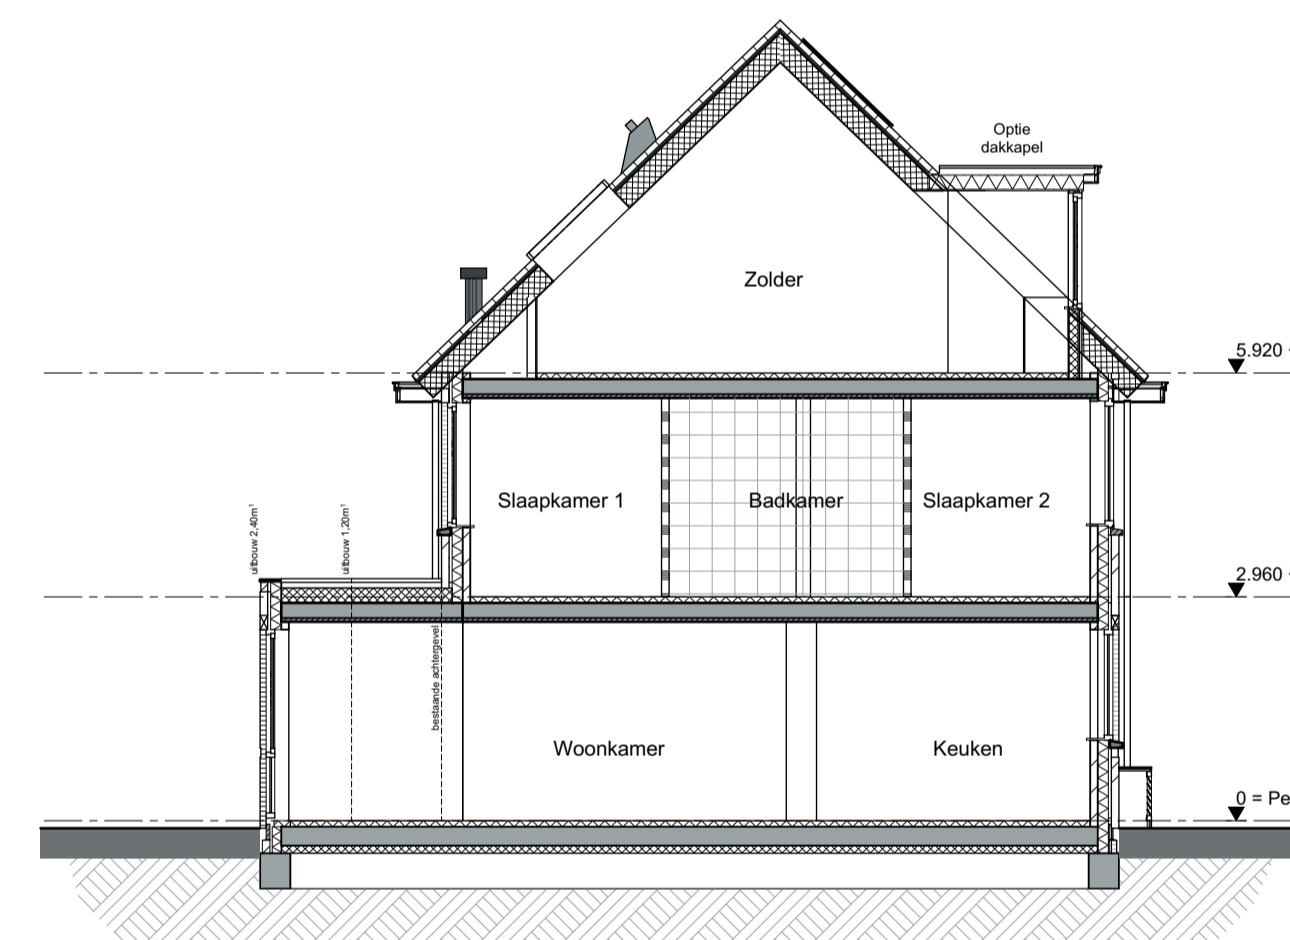 Optie
dakkapel
Zolder
5.920
Slaapkamer 1
Badkamer
Slaapkamer 2
uitbouw 2,40m¹
uitbouw 1,20m¹
2.960
bestaande achtergevel
Woonkamer
Keuken
0 = Pe